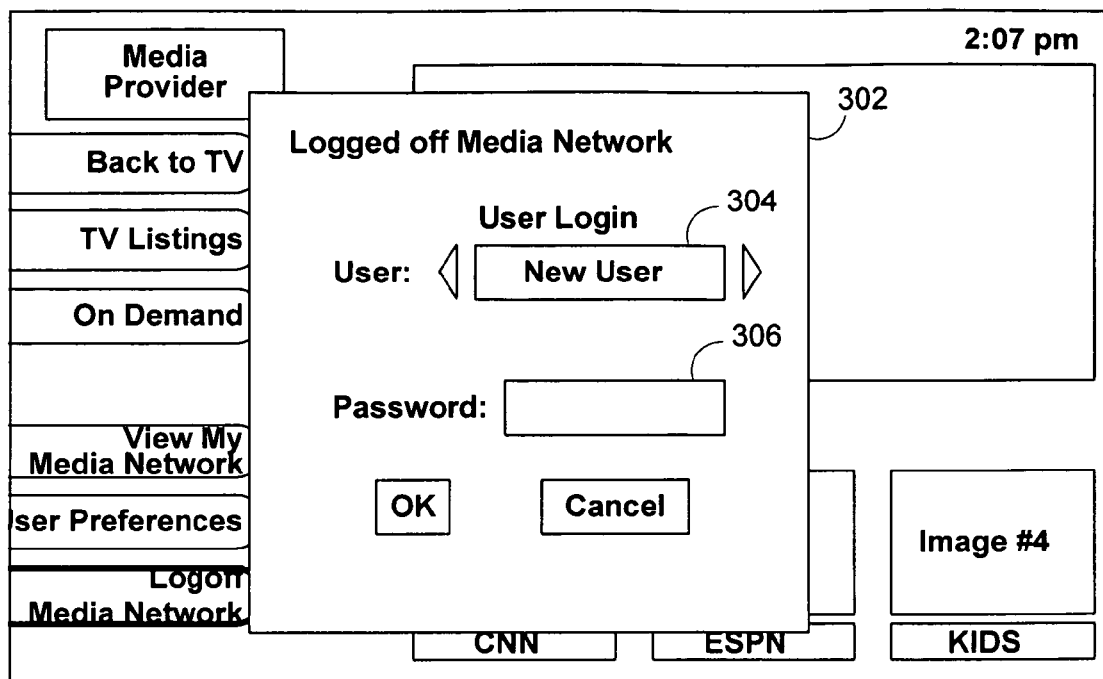 2:07 pm
Media
Provider
302
Logged off Media Network
Back to TV
304
User Login
TV Listings
User:
New User
On Demand
306
Password:
View My
Media Network
OK
Cancel
User Preferences
Image #4
Logoff
Media Network
CNN
ESPN
KIDS